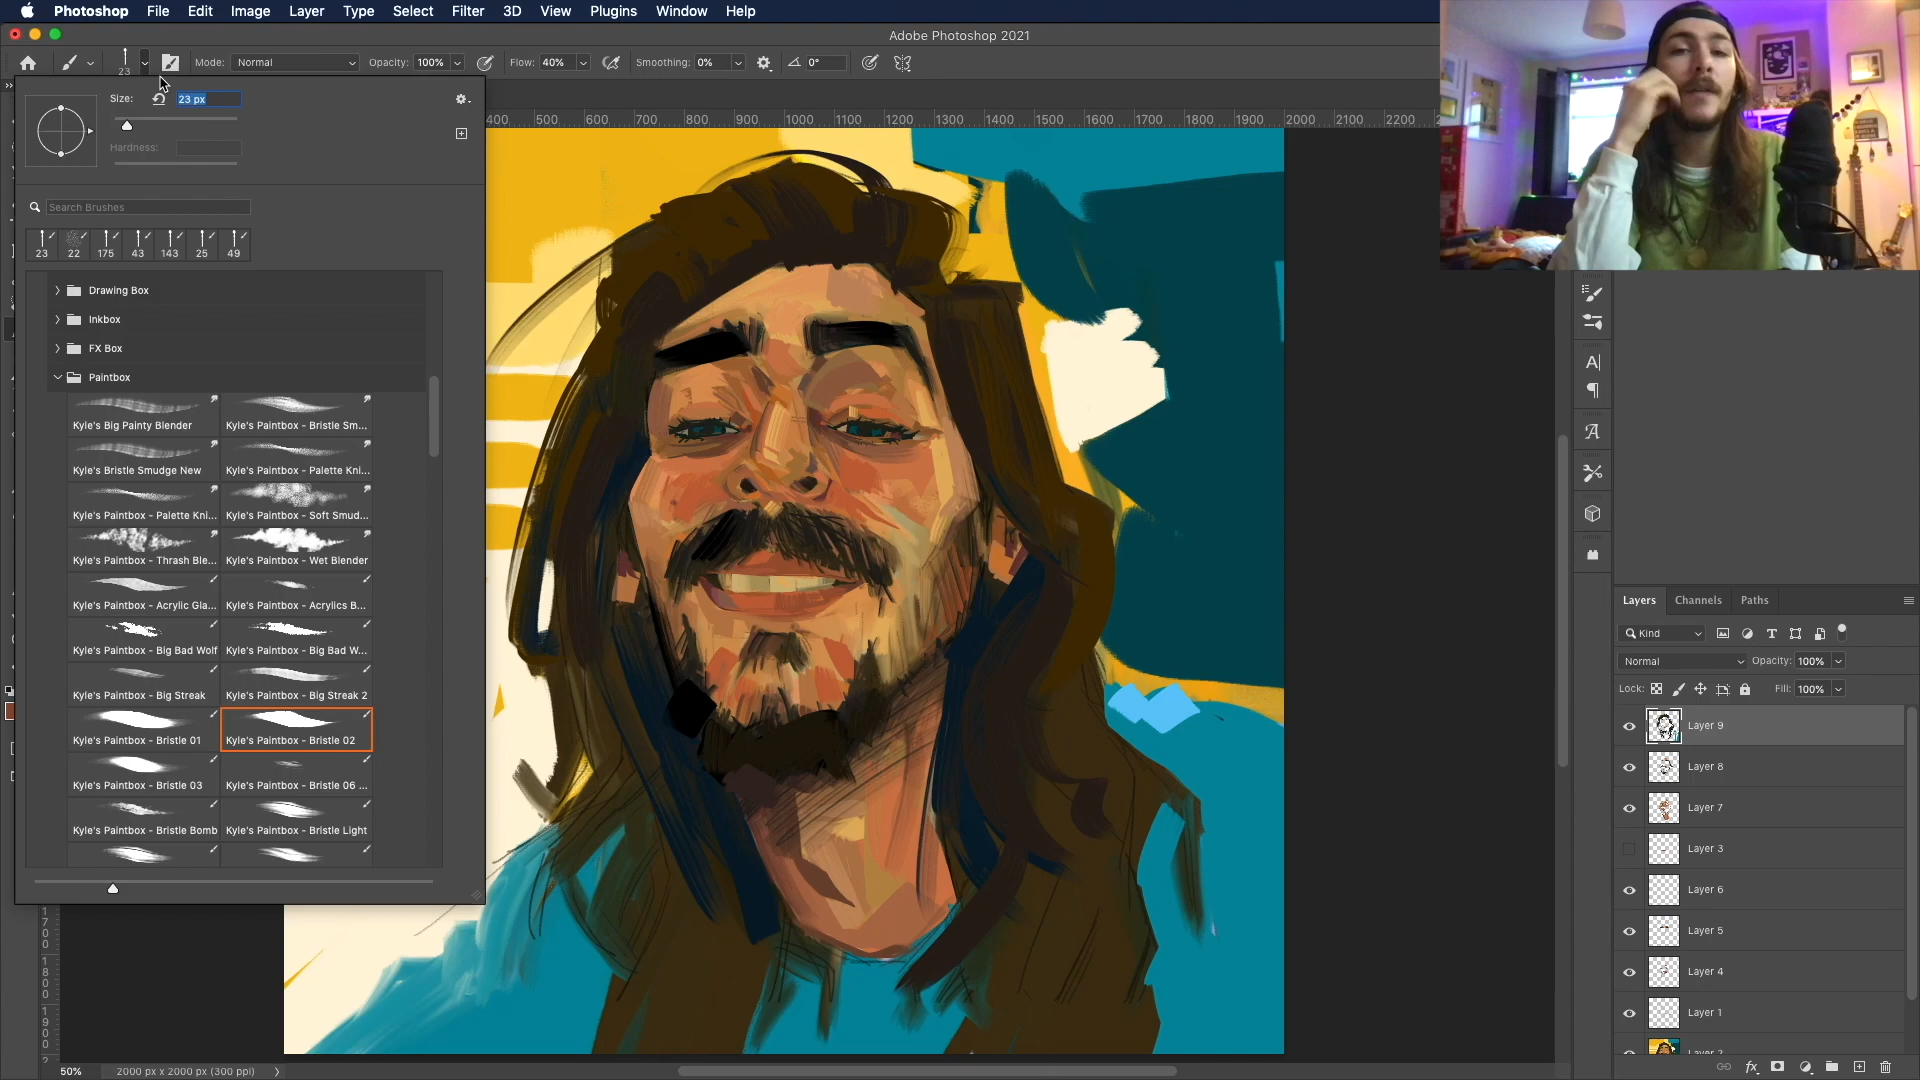 Photoshop File Edit Image Layer Type Select Filter 3D View Plugins Window Help
Adobe Photoshop 2021
23 Mode: Normal Opacity: 100% Flow: 40% Smoothing: 0% 0°
Size: 23 px
Hardness:
Search Brushes
23 22 175 43 143 25 49
Drawing Box
Inkbox
FX Box
Paintbox
Kyle's Big Painty Blender Kyle's Paintbox - Bristle Sm...
Kyle's Bristle Smudge New Kyle's Paintbox - Palette Kni...
Kyle's Paintbox - Palette Kni... Kyle's Paintbox - Soft Smud...
Kyle's Paintbox - Thrash Ble... Kyle's Paintbox - Wet Blender
Kyle's Paintbox - Acrylic Gla... Kyle's Paintbox - Acrylics B...
Kyle's Paintbox - Big Bad Wolf Kyle's Paintbox - Big Bad W...
Kyle's Paintbox - Big Streak Kyle's Paintbox - Big Streak 2
Kyle's Paintbox - Bristle 01 Kyle's Paintbox - Bristle 02
Kyle's Paintbox - Bristle 03 Kyle's Paintbox - Bristle 06 ...
Kyle's Paintbox - Bristle Bomb Kyle's Paintbox - Bristle Light
400 500 600 700 800 900 1000 1100 1200 1300 1400 1500 1600 1700 1800 1900 2000 2100 2200
1700
1800
1900
Layers Channels Paths
Kind
Normal Opacity: 100%
Lock: Fill: 100%
Layer 9
Layer 8
Layer 7
Layer 3
Layer 6
Layer 5
Layer 4
Layer 1
Layer 2
50% 2000 px x 2000 px (300 ppi)